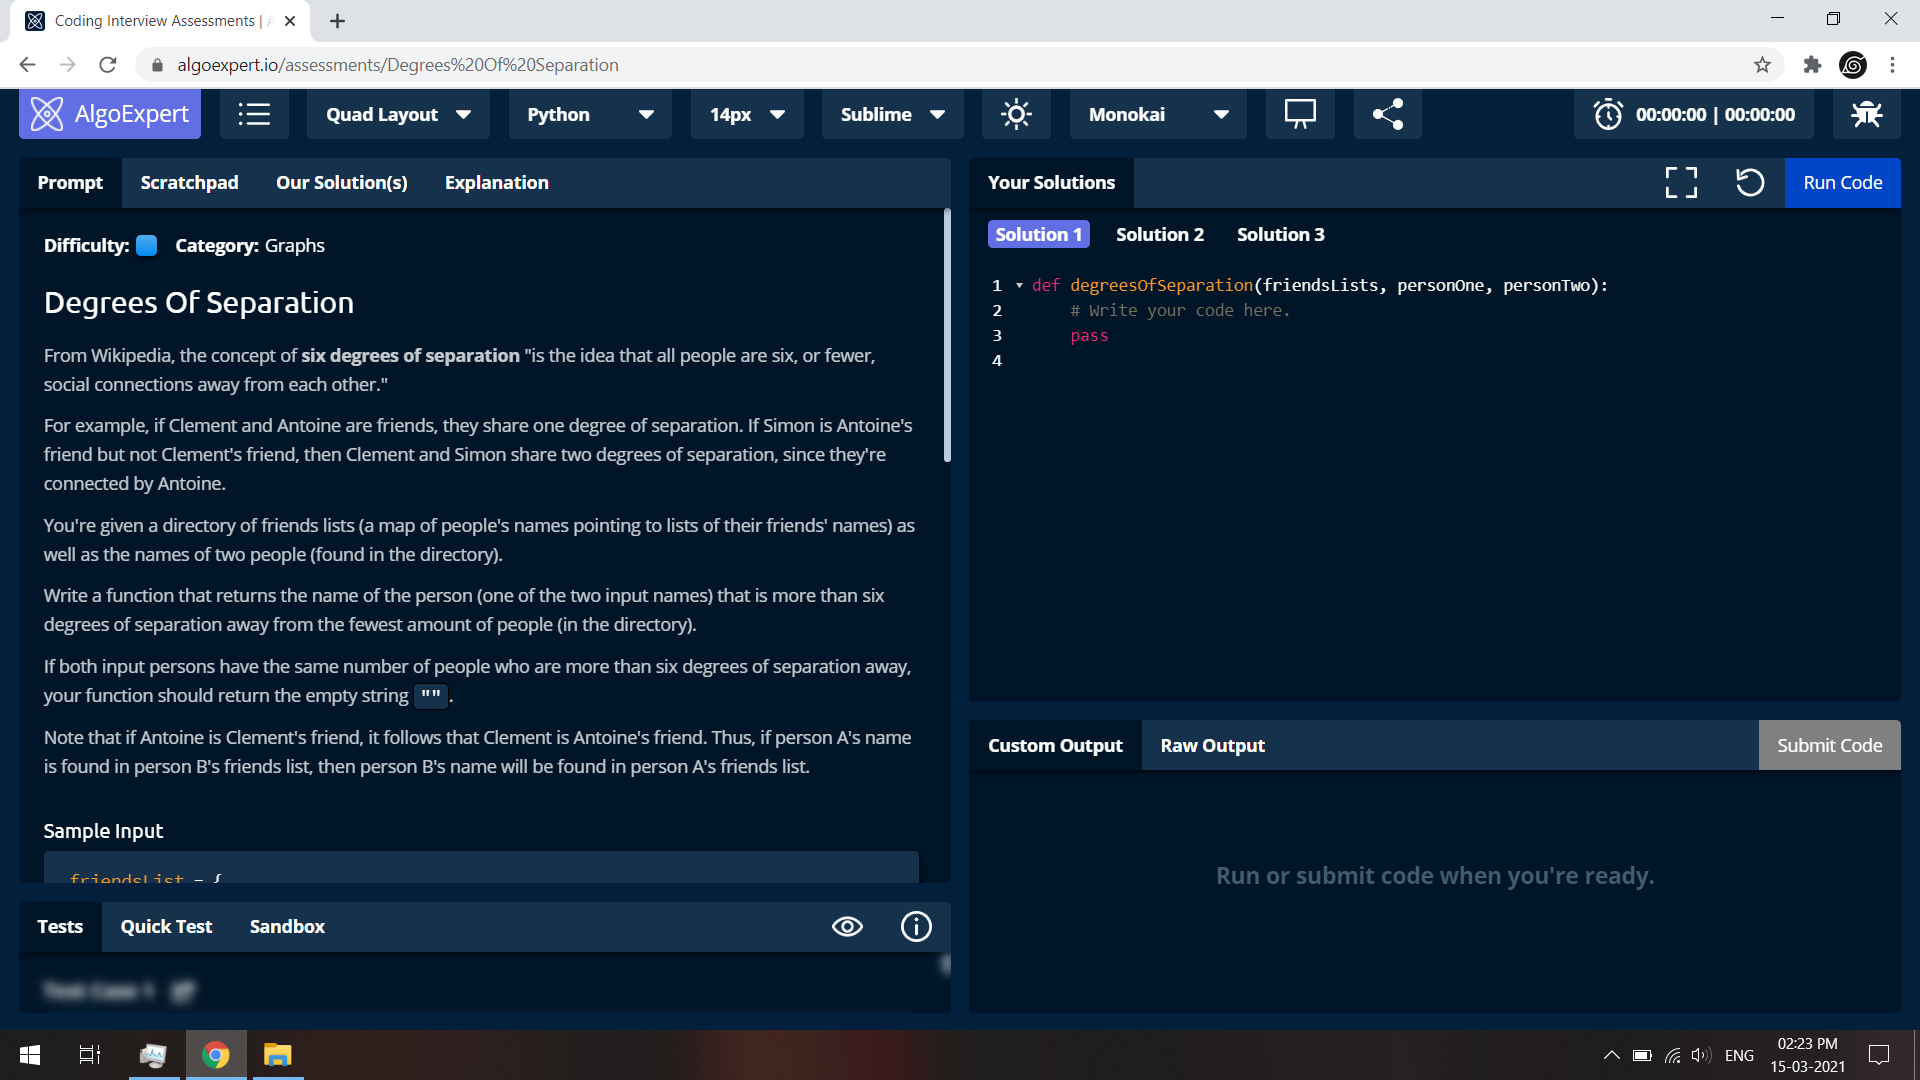 Coding Interview Assessments |
algoexpert.io/assessments/Degrees%20Of%20Separation
AlgoExpert
Quad Layout
Python
14px
Sublime
Monokai
00:00:00 | 00:00:00
Prompt
Scratchpad
Our Solution(s)
Explanation
Difficulty:
Category: Graphs
Degrees Of Separation
From Wikipedia, the concept of six degrees of separation "is the idea that all people are six, or fewer,
social connections away from each other."
For example, if Clement and Antoine are friends, they share one degree of separation. If Simon is Antoine's
friend but not Clement's friend, then Clement and Simon share two degrees of separation, since they're
connected by Antoine.
You're given a directory of friends lists (a map of people's names pointing to lists of their friends' names) as
well as the names of two people (found in the directory).
Write a function that returns the name of the person (one of the two input names) that is more than six
degrees of separation away from the fewest amount of people (in the directory).
If both input persons have the same number of people who are more than six degrees of separation away,
your function should return the empty string "".
Note that if Antoine is Clement's friend, it follows that Clement is Antoine's friend. Thus, if person A's name
is found in person B's friends list, then person B's name will be found in person A's friends list.
Sample Input
friendsList = {
Tests
Quick Test
Sandbox
Test Case 1
Your Solutions
Run Code
Solution 1
Solution 2
Solution 3
1 def degreesOfSeparation(friendsLists, personOne, personTwo):
2 # Write your code here.
3 pass
4
Custom Output
Raw Output
Submit Code
Run or submit code when you're ready.
ENG
02:23 PM
15-03-2021